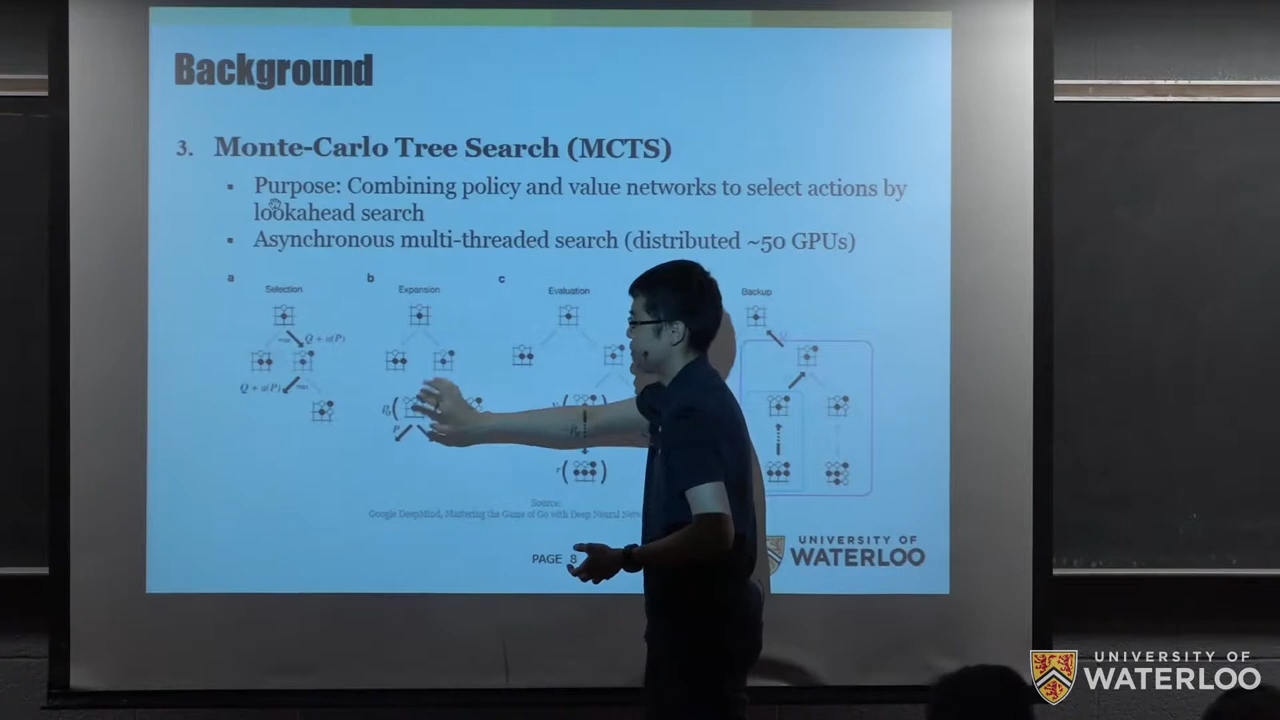 Background
3. Monte-Carlo Tree Search (MCTS)
▪ Purpose: Combining policy and value networks to select actions by
lookahead search
▪ Asynchronous multi-threaded search (distributed ~50 GPUs)
a b c
Selection Expansion Evaluation Backup
Q + u(P)
max
Q + u(P)
max
P
r
Source:
Google DeepMind, Mastering the Game of Go with Deep Neural
PAGE 8
UNIVERSITY OF
WATERLOO
UNIVERSITY OF
WATERLOO